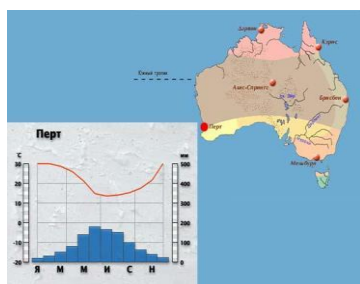 Дарвин
Кэрнс
Южный тропик
Алис-Спрингс
Брисбен
Перт
Мельбурн
Перт
°C
мм
30
500
20
400
10
300
0
200
-10
100
-20
0
Я М М И С Н